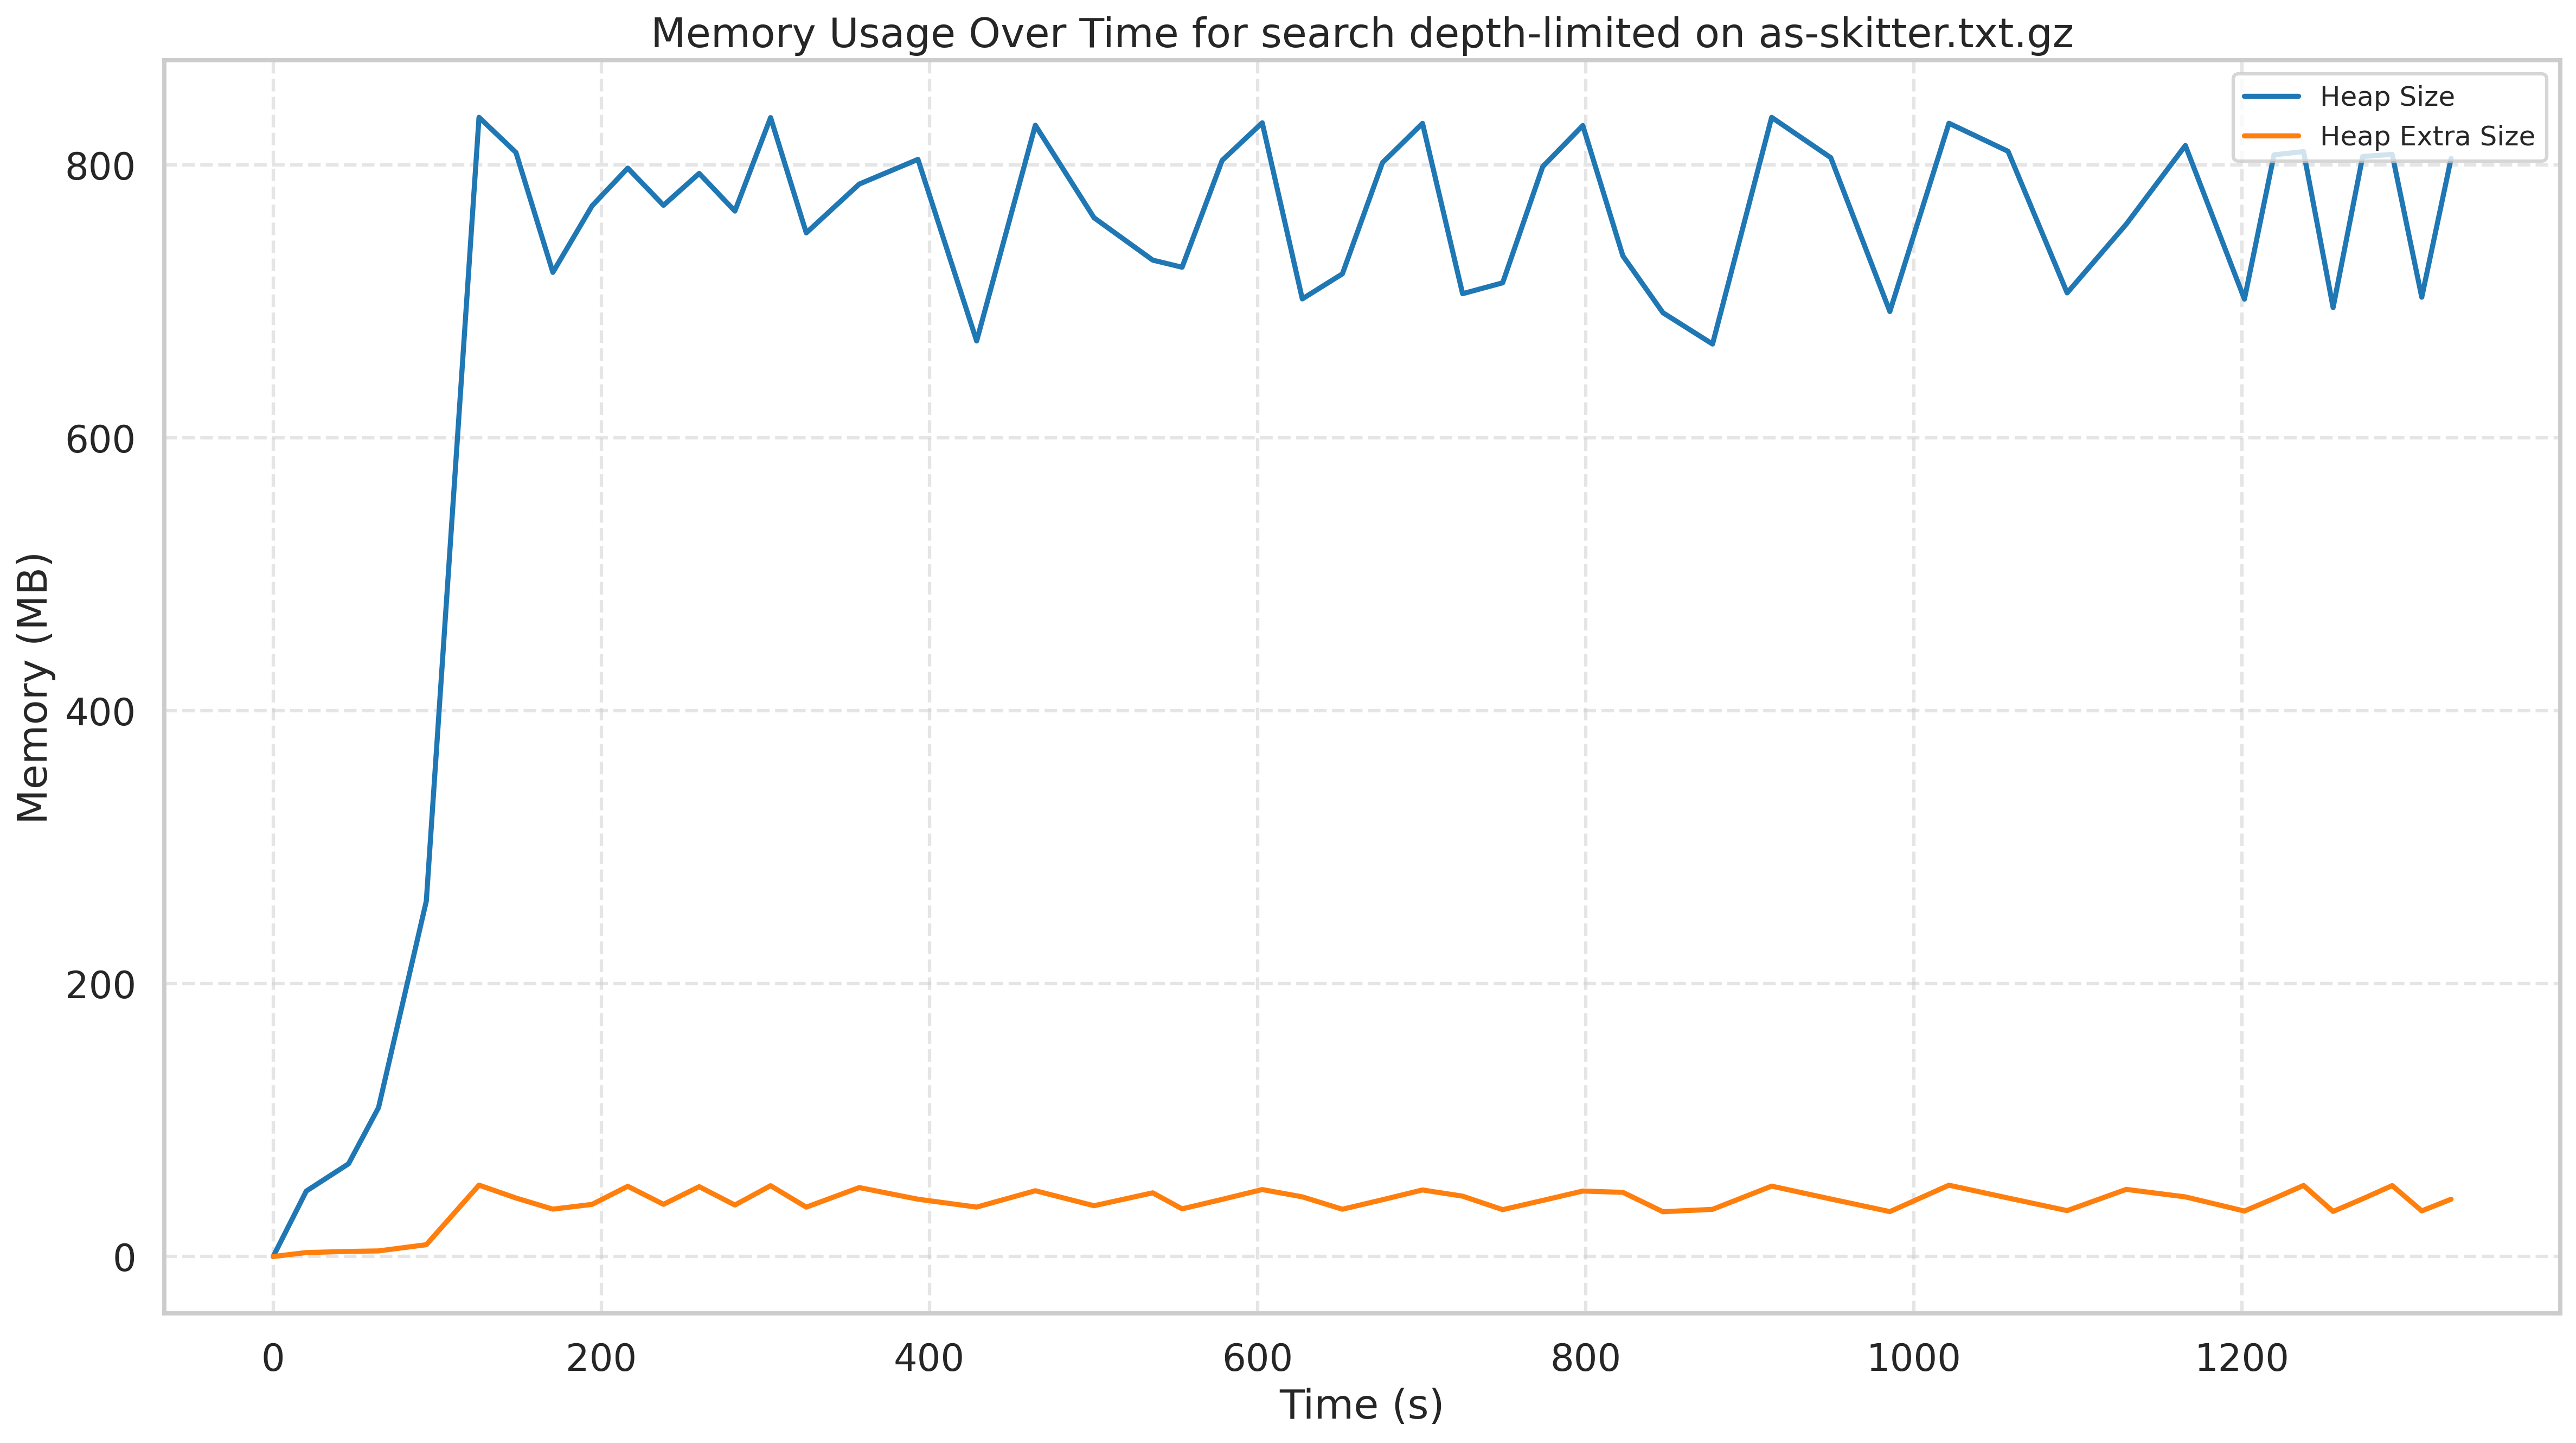 Memory Usage Over Time for search depth-limited on as-skitter.txt.gz
Heap Size
Heap Extra Size
Memory (MB)
800
600
400
200
0
0 200 400 600 800 1000 1200
Time (s)